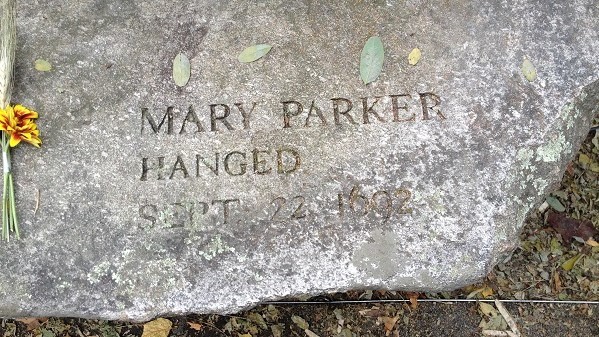 MARY PARKER
HANGED
SEPT. 22 1692